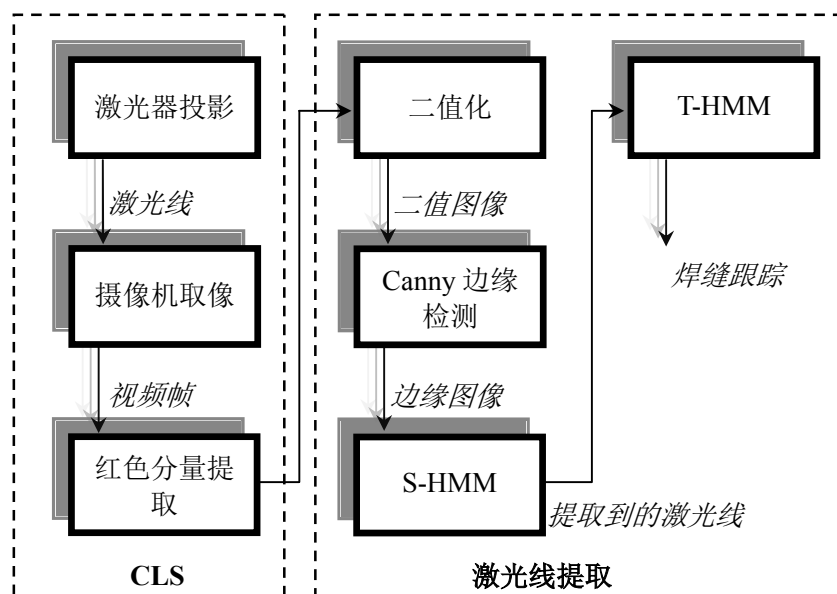 激光器投影
激光线
摄像机取像
视频帧
红色分量提
取
CLS
二值化
二值图像
Canny 边缘
检测
边缘图像
S-HMM
提取到的激光线
激光线提取
T-HMM
焊缝跟踪